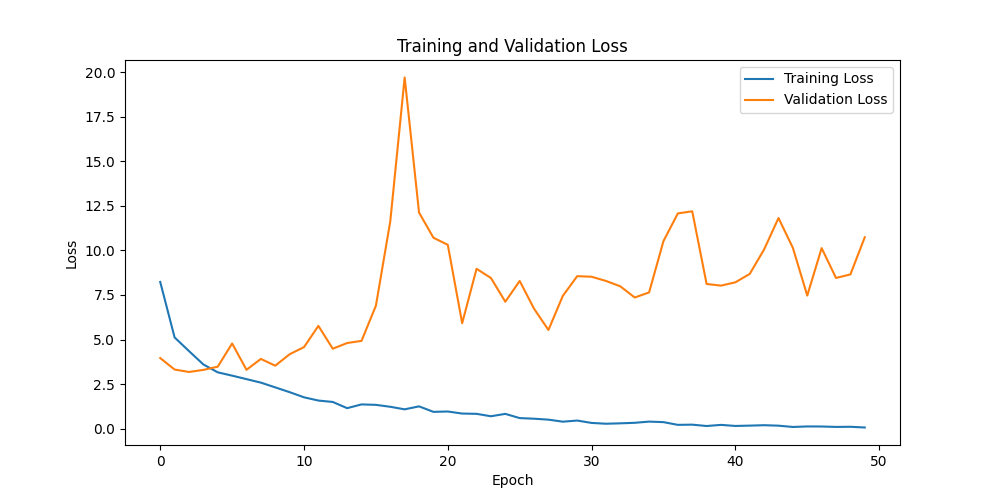 Training and Validation Loss
Training Loss
Validation Loss
20.0
17.5
15.0
12.5
10.0
7.5
5.0
2.5
0.0
Loss
0 10 20 30 40 50
Epoch